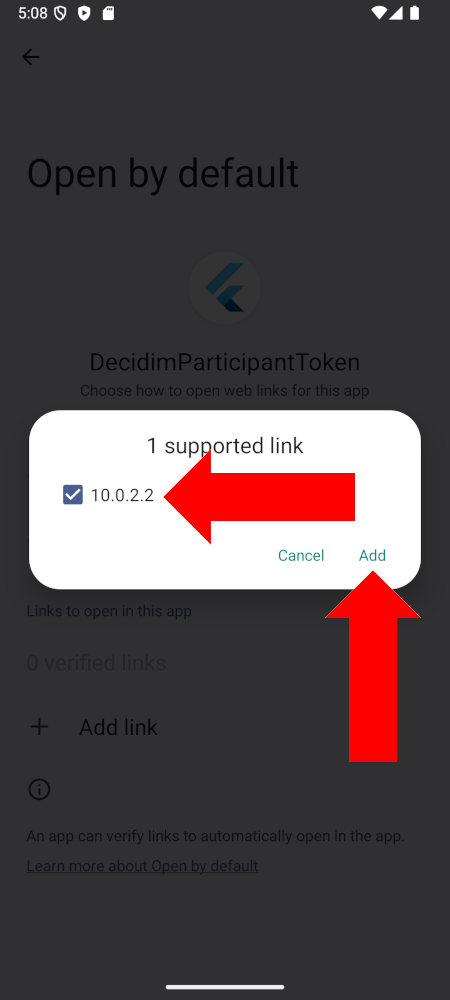 5:08
Open by default
DecidimParticipantToken
Choose how to open web links for this app
1 supported link
10.0.2.2
Cancel
Add
Links to open in this app
0 verified links
Add link
An app can verify links to automatically open in the app.
Learn more about Open by default